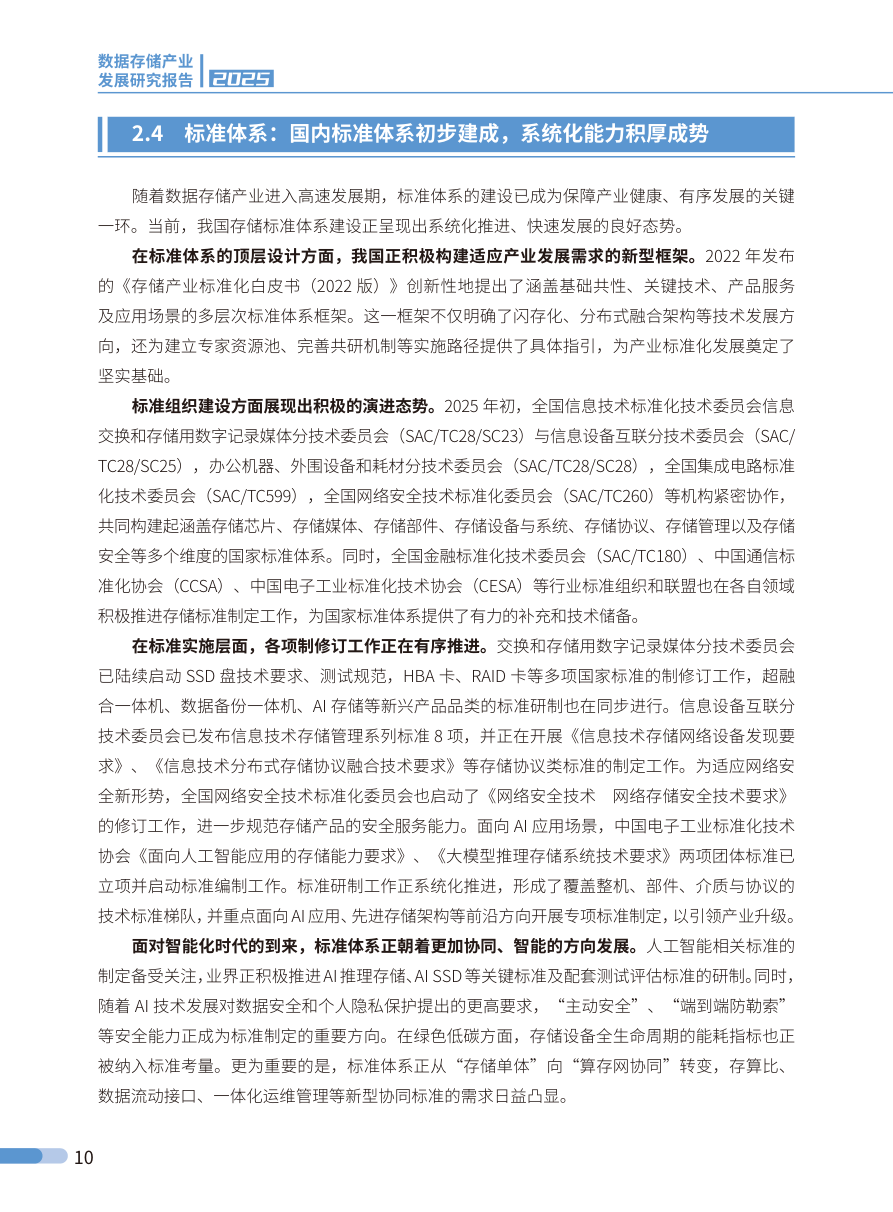 数据存储产业
发展研究报告 2025
2.4 标准体系：国内标准体系初步建成，系统化能力积厚成势
随着数据存储产业进入高速发展期，标准体系的建设已成为保障产业健康、有序发展的关键
一环。当前，我国存储标准体系建设正呈现出系统化推进、快速发展的良好态势。
在标准体系的顶层设计方面，我国正积极构建适应产业发展需求的新型框架。2022 年发布
的《存储产业标准化白皮书（2022 版）》创新性地提出了涵盖基础共性、关键技术、产品服务
及应用场景的多层次标准体系框架。这一框架不仅明确了闪存化、分布式融合架构等技术发展方
向，还为建立专家资源池、完善共研机制等实施路径提供了具体指引，为产业标准化发展奠定了
坚实基础。
标准组织建设方面展现出积极的演进态势。2025 年初，全国信息技术标准化技术委员会信息
交换和存储用数字记录媒体分技术委员会（SAC/TC28/SC23）与信息设备互联分技术委员会（SAC/
TC28/SC25），办公机器、外围设备和耗材分技术委员会（SAC/TC28/SC28），全国集成电路标准
化技术委员会（SAC/TC599），全国网络安全技术标准化委员会（SAC/TC260）等机构紧密协作，
共同构建起涵盖存储芯片、存储媒体、存储部件、存储设备与系统、存储协议、存储管理以及存储
安全等多个维度的国家标准体系。同时，全国金融标准化技术委员会（SAC/TC180）、中国通信标
准化协会（CCSA）、中国电子工业标准化技术协会（CESA）等行业标准组织和联盟也在各自领域
积极推进存储标准制定工作，为国家标准体系提供了有力的补充和技术储备。
在标准实施层面，各项制修订工作正在有序推进。交换和存储用数字记录媒体分技术委员会
已陆续启动 SSD 盘技术要求、测试规范，HBA 卡、RAID 卡等多项国家标准的制修订工作，超融
合一体机、数据备份一体机、AI 存储等新兴产品品类的标准研制也在同步进行。信息设备互联分
技术委员会已发布信息技术存储管理系列标准 8 项，并正在开展《信息技术存储网络设备发现要
求》、《信息技术分布式存储协议融合技术要求》等存储协议类标准的制定工作。为适应网络安
全新形势，全国网络安全技术标准化委员会也启动了《网络安全技术　网络存储安全技术要求》
的修订工作，进一步规范存储产品的安全服务能力。面向 AI 应用场景，中国电子工业标准化技术
协会《面向人工智能应用的存储能力要求》、《大模型推理存储系统技术要求》两项团体标准已
立项并启动标准编制工作。标准研制工作正系统化推进，形成了覆盖整机、部件、介质与协议的
技术标准梯队，并重点面向 AI 应用、先进存储架构等前沿方向开展专项标准制定，以引领产业升级。
面对智能化时代的到来，标准体系正朝着更加协同、智能的方向发展。人工智能相关标准的
制定备受关注，业界正积极推进 AI 推理存储、AI SSD 等关键标准及配套测试评估标准的研制。同时，
随着 AI 技术发展对数据安全和个人隐私保护提出的更高要求，“主动安全”、“端到端防勒索”
等安全能力正成为标准制定的重要方向。在绿色低碳方面，存储设备全生命周期的能耗指标也正
被纳入标准考量。更为重要的是，标准体系正从“存储单体”向“算存网协同”转变，存算比、
数据流动接口、一体化运维管理等新型协同标准的需求日益凸显。
10